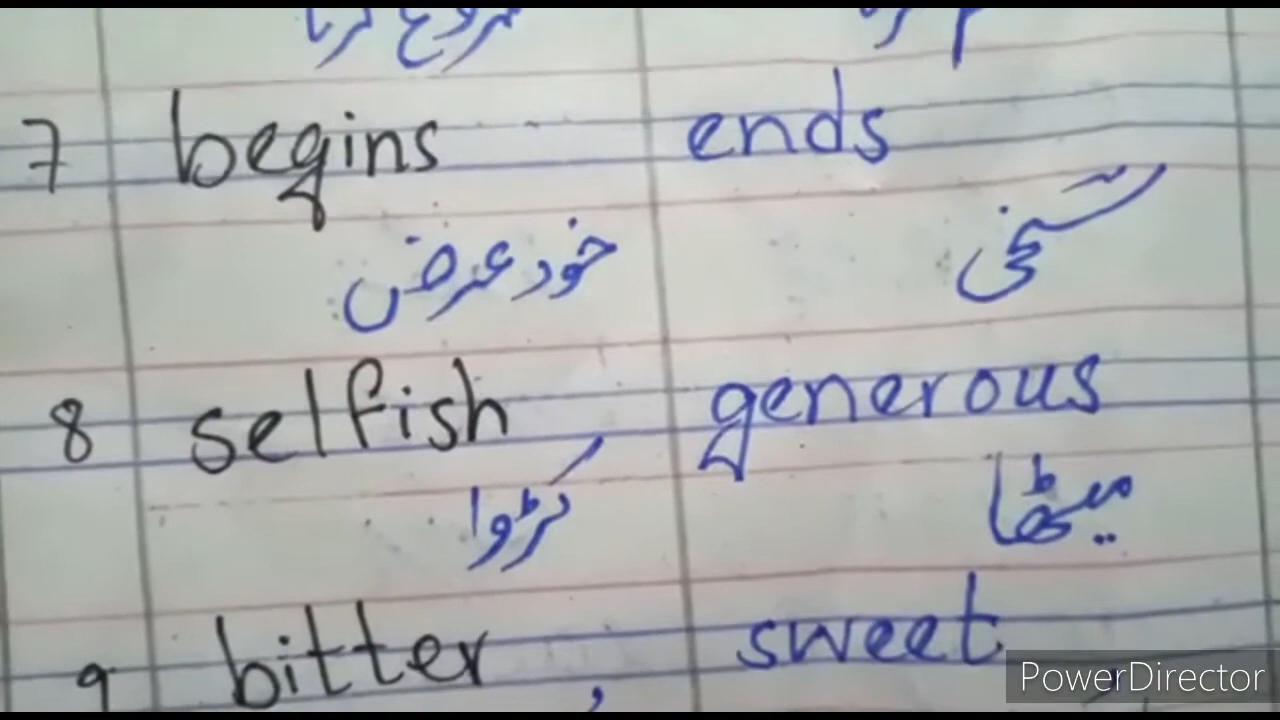 شروع کرنا
7 begins ends
خود غرض سخی
8 selfish generous
کڑوا میٹھا
9 bitter sweet
PowerDirector